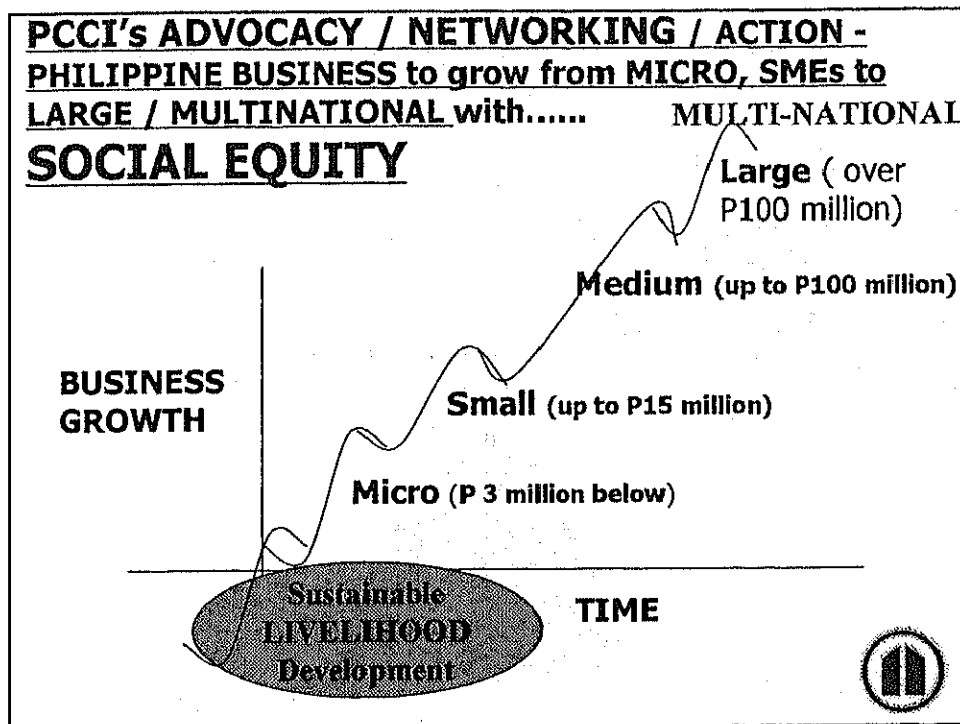 PCCI's ADVOCACY / NETWORKING / ACTION -
PHILIPPINE BUSINESS to grow from MICRO, SMEs to
LARGE / MULTINATIONAL with......
MULTI-NATIONAL
SOCIAL EQUITY
Large ( over
P100 million)
Medium (up to P100 million)
BUSINESS
GROWTH
Small (up to P15 million)
Micro (P 3 million below)
Sustainable
LIVELIHOOD
Development
TIME